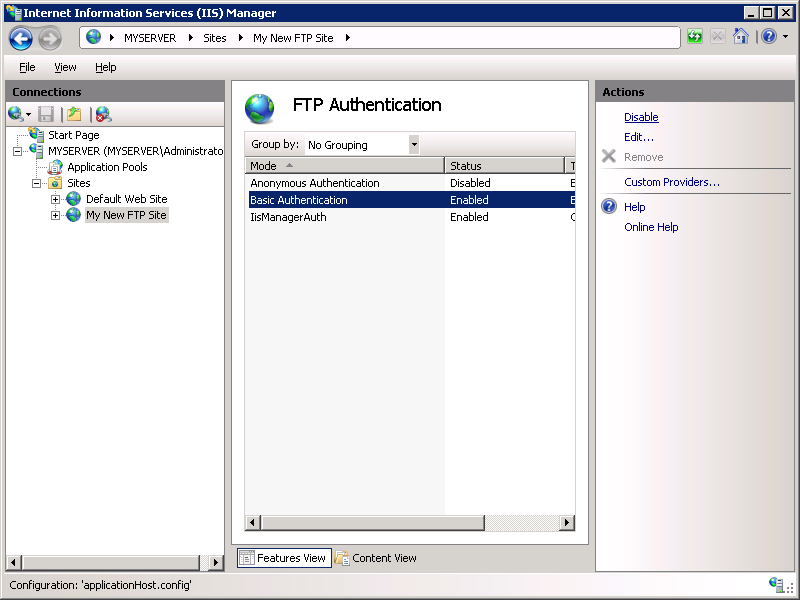 Internet Information Services (IIS) Manager
MYSERVER Sites My New FTP Site
File View Help
Connections
Start Page
MYSERVER (MYSERVER\Administrato
Application Pools
Sites
Default Web Site
My New FTP Site
FTP Authentication
Group by: No Grouping
Mode Status T
Anonymous Authentication Disabled E
Basic Authentication Enabled E
IisManagerAuth Enabled C
Features View Content View
Actions
Disable
Edit...
Remove
Custom Providers...
Help
Online Help
Configuration: 'applicationHost.config'